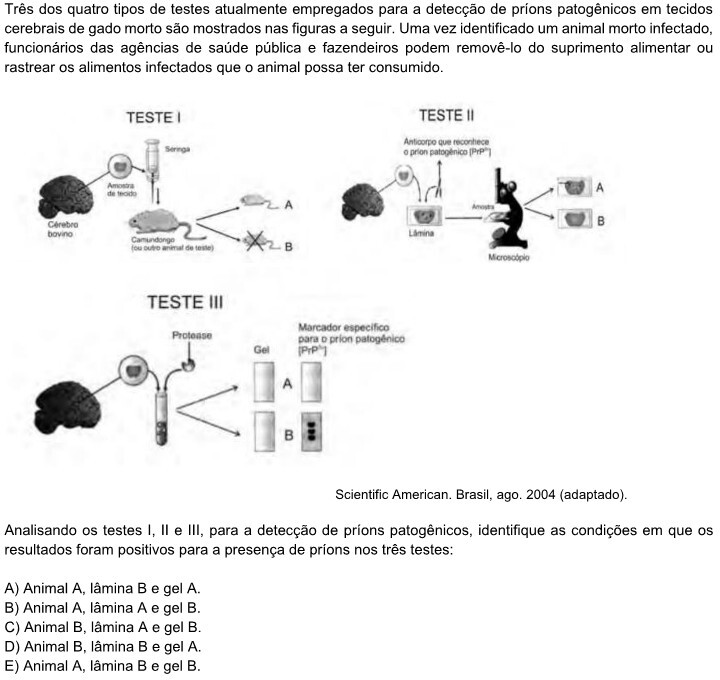 Três dos quatro tipos de testes atualmente empregados para a detecção de príons patogênicos em tecidos
cerebrais de gado morto são mostrados nas figuras a seguir. Uma vez identificado um animal morto infectado,
funcionários das agências de saúde pública e fazendeiros podem removê-lo do suprimento alimentar ou
rastrear os alimentos infectados que o animal possa ter consumido.
TESTE I
Seringa
Amostra
de tecido
Cérebro
bovino
Camundongo
(ou outro animal de teste)
A
B
TESTE II
Anticorpo que reconhece
o príon patogênico [PrP
Lâmina
Amostra
Microscópio
A
B
TESTE III
Protease
Gel
Marcador específico
para o príon patogênico
[PrP
A
B
Scientific American. Brasil, ago. 2004 (adaptado).
Analisando os testes I, II e III, para a detecção de príons patogênicos, identifique as condições em que os
resultados foram positivos para a presença de príons nos três testes:
A) Animal A, lâmina B e gel A.
B) Animal A, lâmina A e gel B.
C) Animal B, lâmina A e gel B.
D) Animal B, lâmina B e gel A.
E) Animal A, lâmina B e gel B.